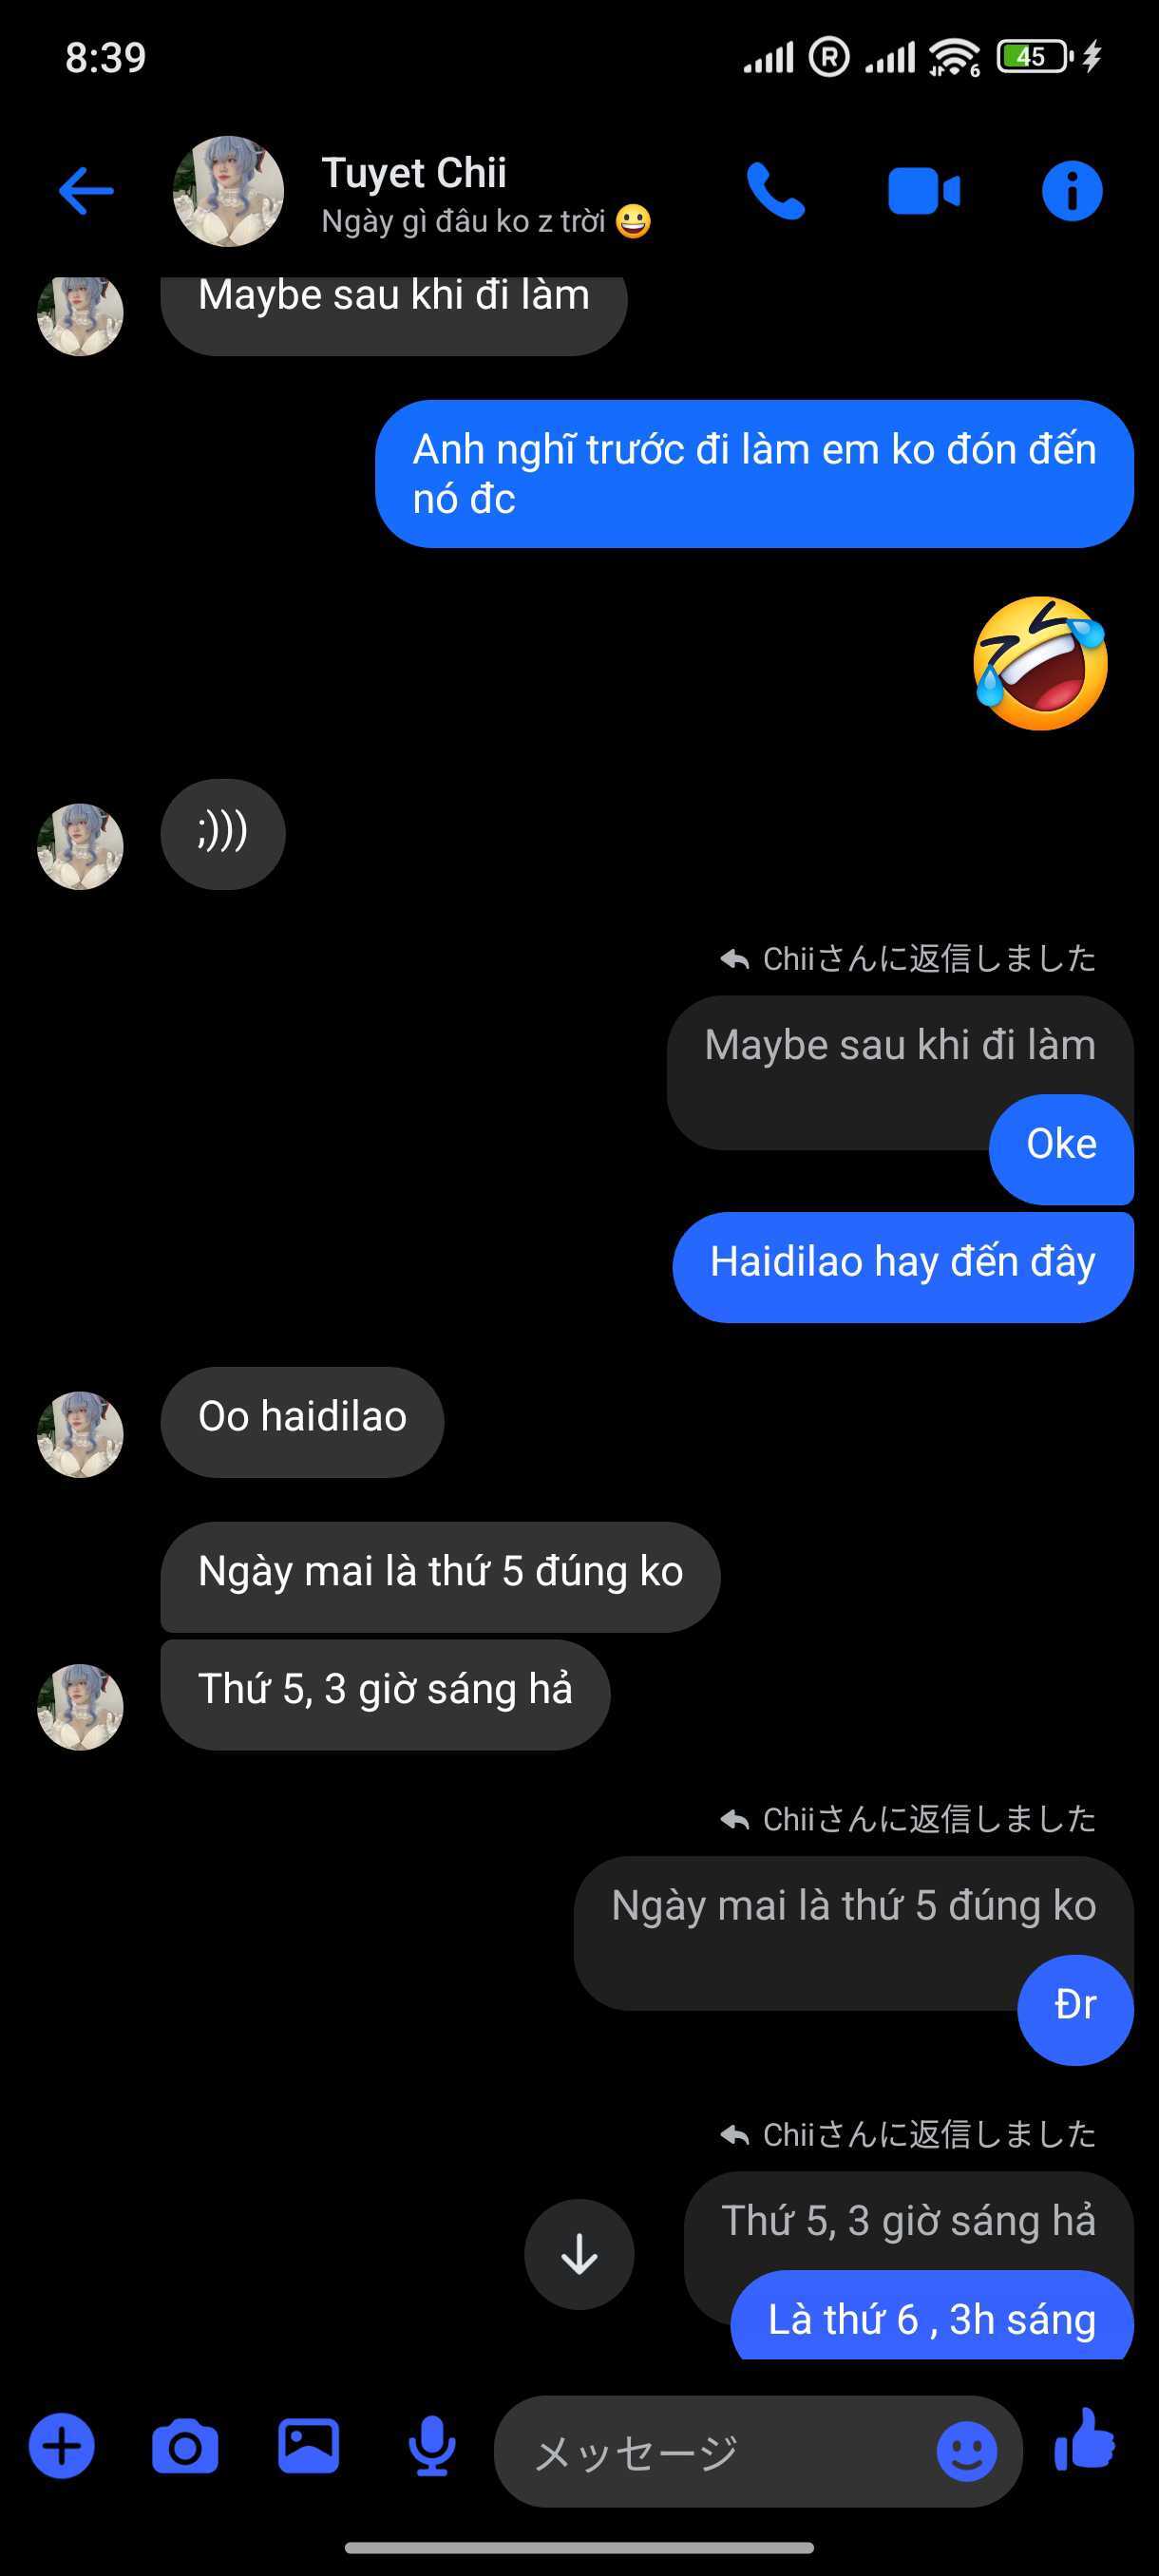 8:39
R
6
45
Tuyet Chii
Ngày gì đâu ko z trời 😀
Maybe sau khi đi làm
Anh nghĩ trước đi làm em ko đón đến
nó đc
🤣
;)))
Chiiさんに返信しました
Maybe sau khi đi làm
Oke
Haidilao hay đến đây
Oo haidilao
Ngày mai là thứ 5 đúng ko
Thứ 5, 3 giờ sáng hả
Chiiさんに返信しました
Ngày mai là thứ 5 đúng ko
Đr
Chiiさんに返信しました
Thứ 5, 3 giờ sáng hả
Là thứ 6 , 3h sáng
メッセージ